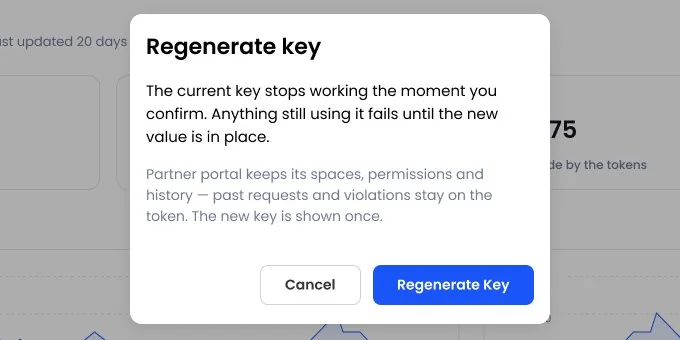 Regenerate key
last updated 20 days
The current key stops working the moment you
confirm. Anything still using it fails until the new
value is in place.
75
by the tokens
Partner portal keeps its spaces, permissions and
history — past requests and violations stay on the
token. The new key is shown once.
Cancel
Regenerate Key